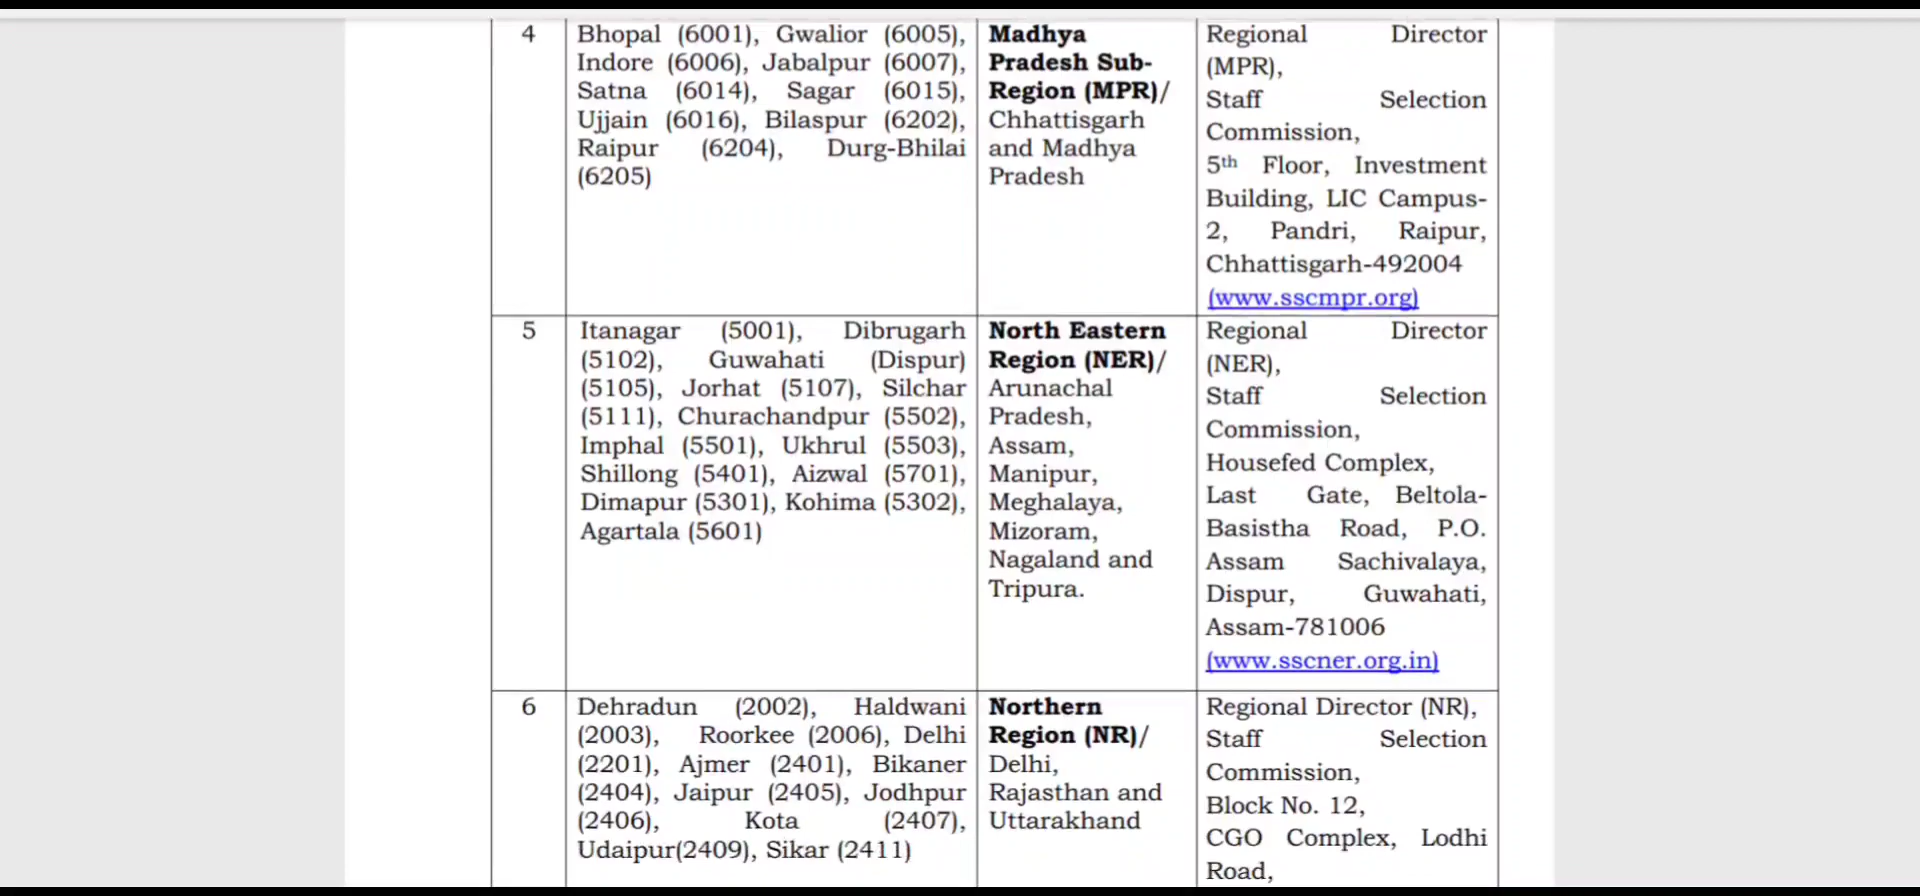 4
Bhopal (6001), Gwalior (6005),
Indore (6006), Jabalpur (6007),
Satna (6014), Sagar (6015),
Ujjain (6016), Bilaspur (6202),
Raipur (6204), Durg-Bhilai
(6205)
Madhya
Pradesh Sub-
Region (MPR)/
Chhattisgarh
and Madhya
Pradesh
Regional Director
(MPR),
Staff Selection
Commission,
5th Floor, Investment
Building, LIC Campus-
2, Pandri, Raipur,
Chhattisgarh-492004
(www.sscmpr.org)
5
Itanagar (5001), Dibrugarh
(5102), Guwahati (Dispur)
(5105), Jorhat (5107), Silchar
(5111), Churachandpur (5502),
Imphal (5501), Ukhrul (5503),
Shillong (5401), Aizwal (5701),
Dimapur (5301), Kohima (5302),
Agartala (5601)
North Eastern
Region (NER)/
Arunachal
Pradesh,
Assam,
Manipur,
Meghalaya,
Mizoram,
Nagaland and
Tripura.
Regional Director
(NER),
Staff Selection
Commission,
Housefed Complex,
Last Gate, Beltola-
Basistha Road, P.O.
Assam Sachivalaya,
Dispur, Guwahati,
Assam-781006
(www.sscner.org.in)
6
Dehradun (2002), Haldwani
(2003), Roorkee (2006), Delhi
(2201), Ajmer (2401), Bikaner
(2404), Jaipur (2405), Jodhpur
(2406), Kota (2407),
Udaipur(2409), Sikar (2411)
Northern
Region (NR)/
Delhi,
Rajasthan and
Uttarakhand
Regional Director (NR),
Staff Selection
Commission,
Block No. 12,
CGO Complex, Lodhi
Road,